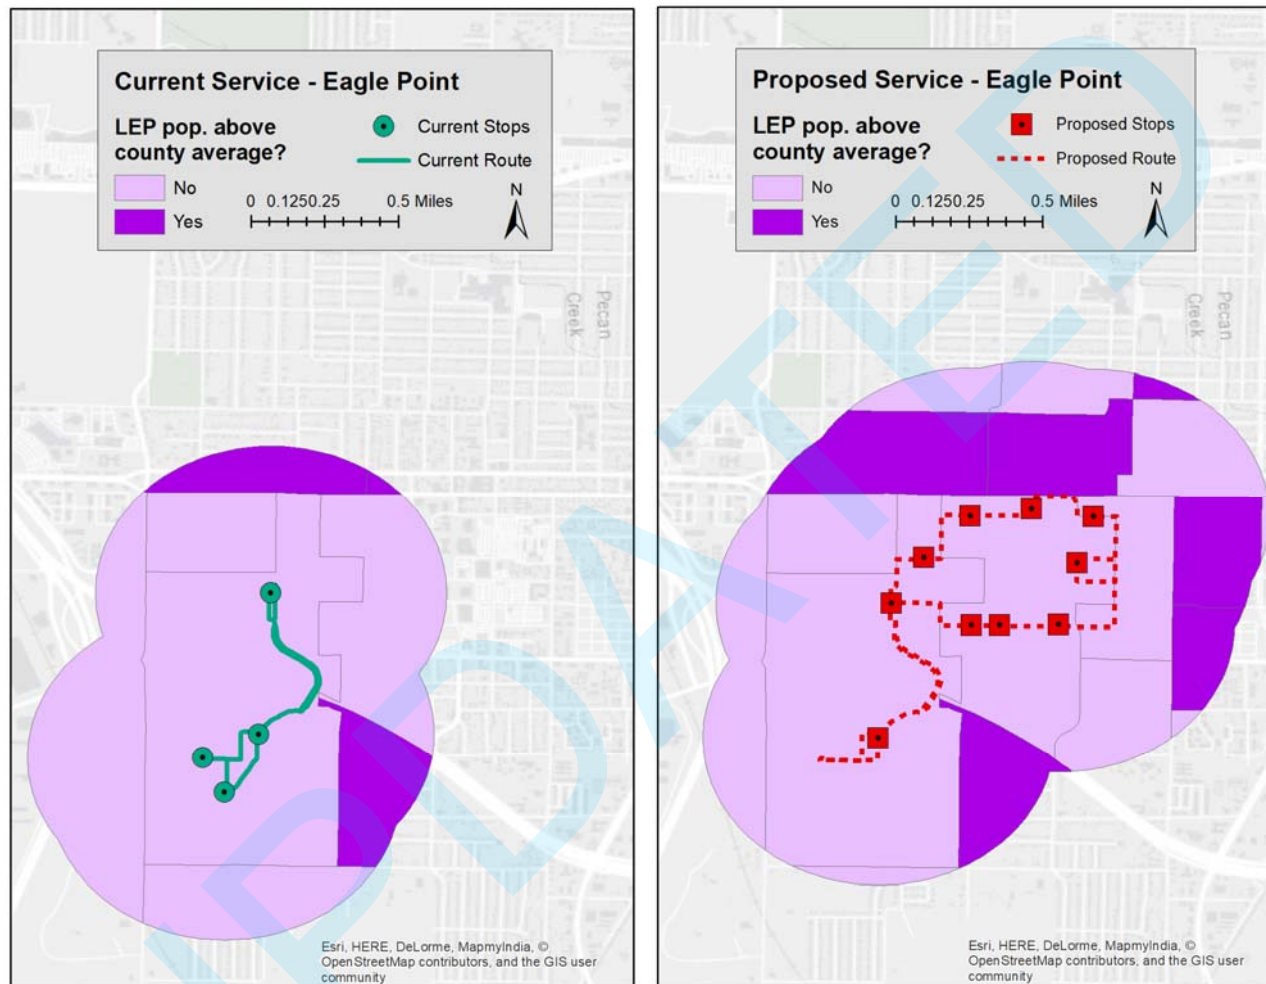 Current Service - Eagle Point
LEP pop. above
county average?
Current Stops
Current Route
No
Yes
0 0.1250.25 0.5 Miles
N
Pecan
Creek
Esri, HERE, DeLorme, MapmyIndia, ©
OpenStreetMap contributors, and the GIS user
community
Proposed Service - Eagle Point
LEP pop. above
county average?
Proposed Stops
Proposed Route
No
Yes
0 0.1250.25 0.5 Miles
N
Pecan
Creek
Esri, HERE, DeLorme, MapmyIndia, ©
OpenStreetMap contributors, and the GIS user
community
UPDATED